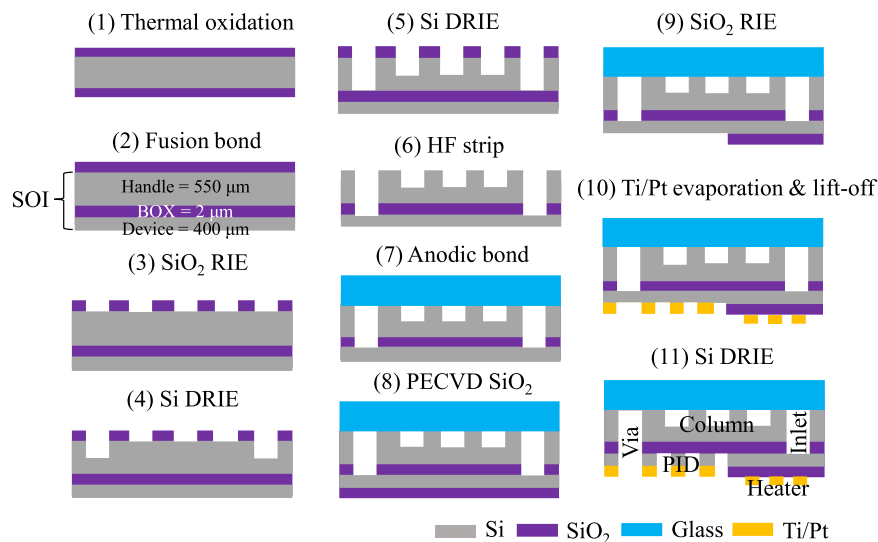 (1) Thermal oxidation
(2) Fusion bond
SOI
Handle = 550 μm
BOX = 2 μm
Device = 400μm
(3) SiO₂ RIE
(4) Si DRIE
(5) Si DRIE
(6) HF strip
(7) Anodic bond
(8) PECVD SiO₂
(9) SiO₂ RIE
(10) Ti/Pt evaporation & lift-off
(11) Si DRIE
Via
Column
Inlet
PID
Heater
Si
SiO₂
Glass
Ti/Pt